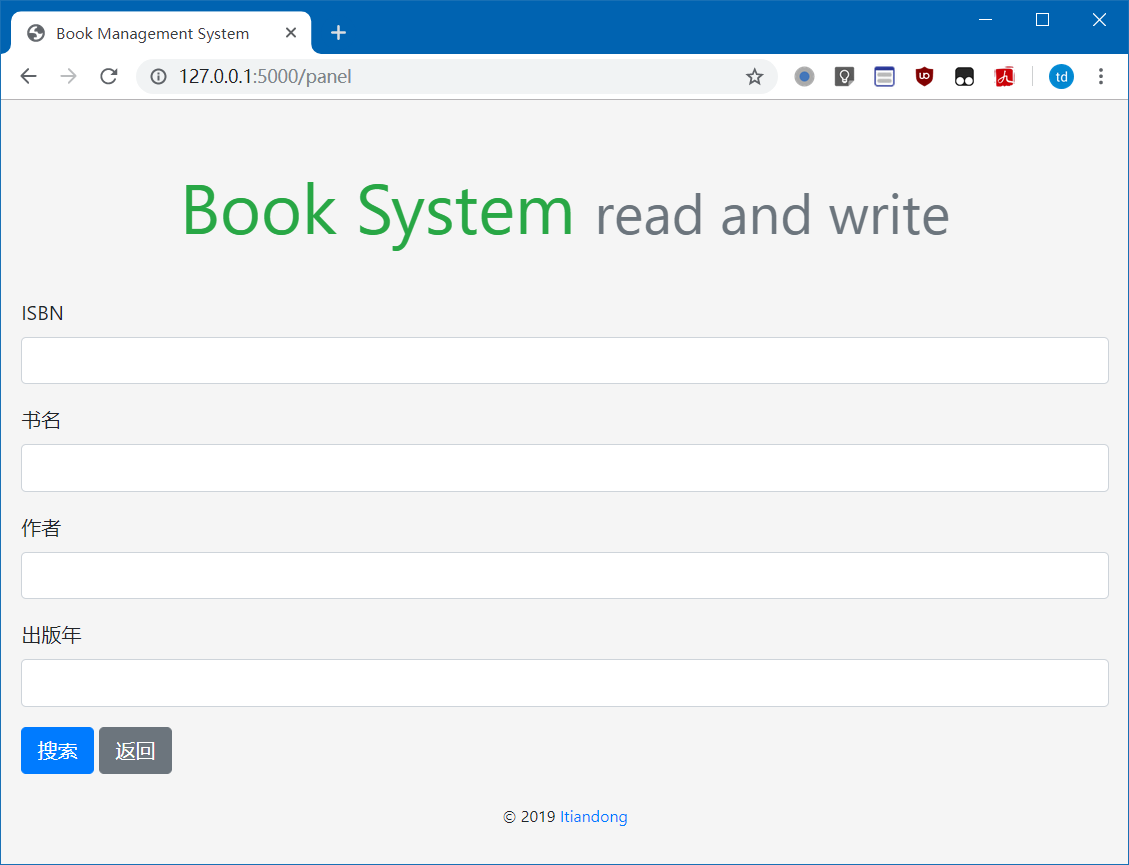 Book Management System
127.0.0.1:5000/panel
td
Book System read and write
ISBN
书名
作者
出版年
搜索 返回
© 2019 Itiandong